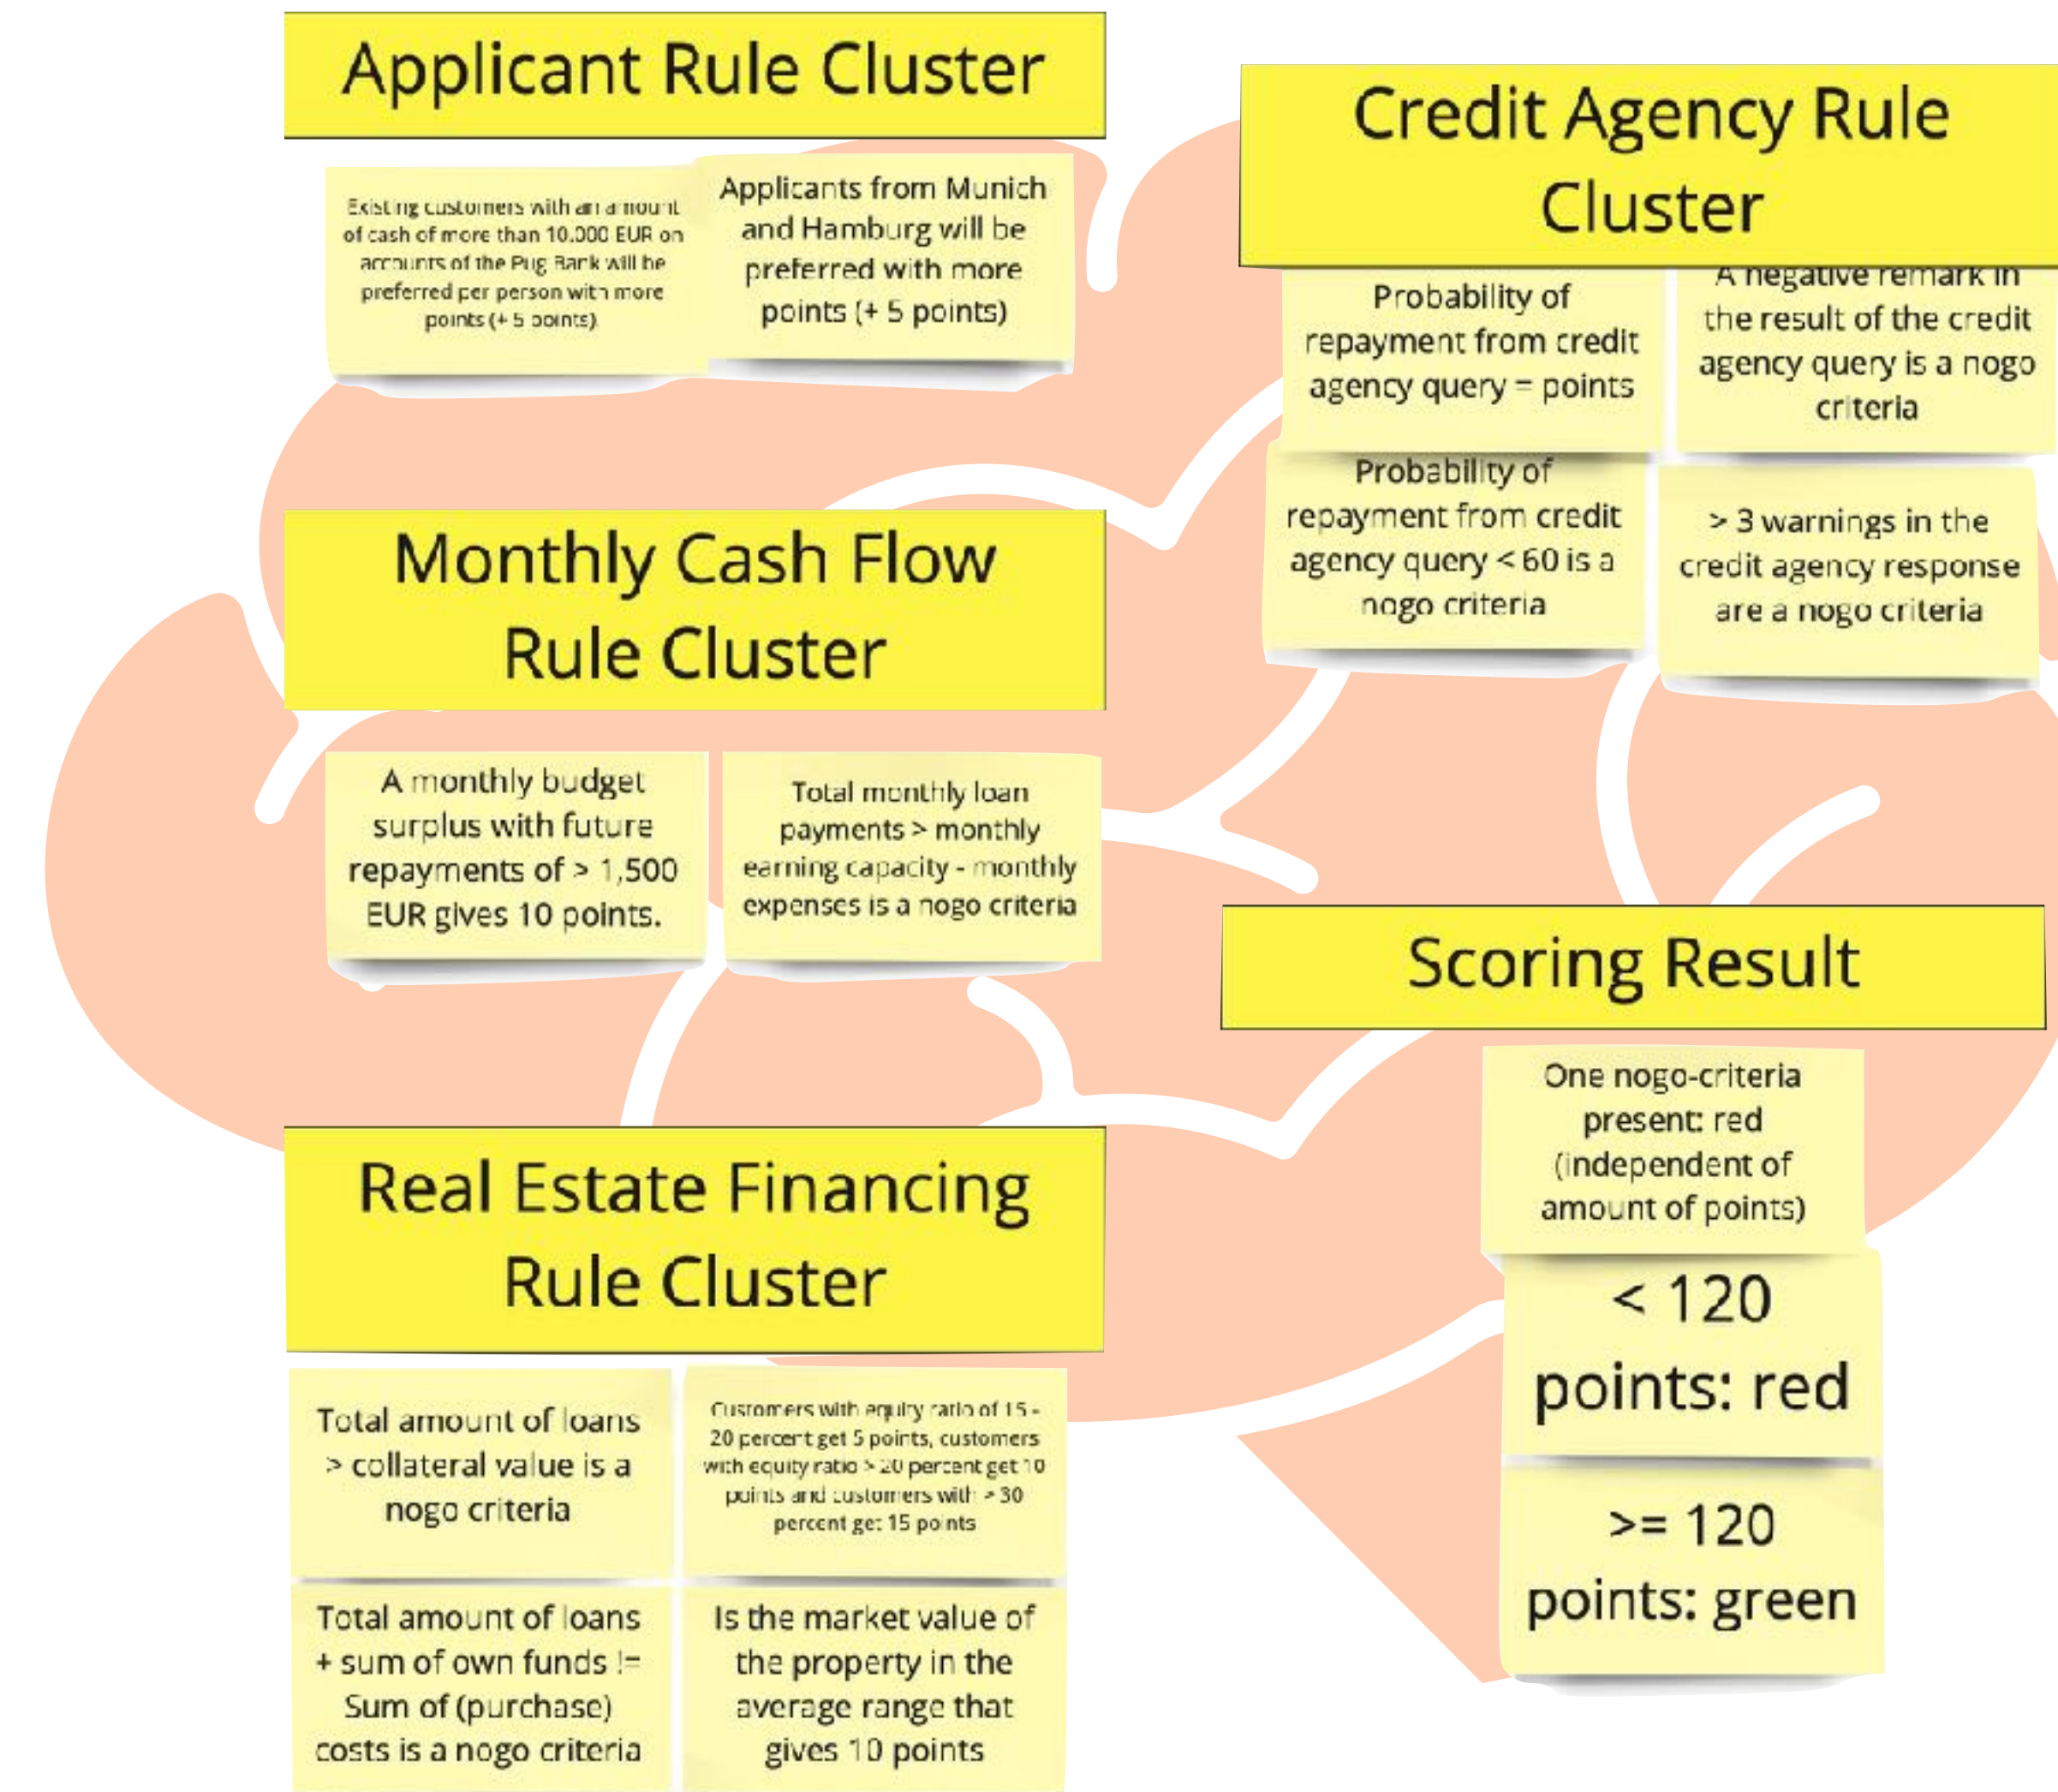 Applicant Rule Cluster
Existing customers with an amount
of cash of more than 10.000 EUR on
accounts of the Pug Bank will be
preferred per person with more
points (+ 5 points).
Applicants from Munich
and Hamburg will be
preferred with more
points (+ 5 points)
Credit Agency Rule
Cluster
Probability of
repayment from credit
agency query = points
A negative remark in
the result of the credit
agency query is a nogo
criteria
Probability of
repayment from credit
agency query < 60 is a
nogo criteria
> 3 warnings in the
credit agency response
are a nogo criteria
Monthly Cash Flow
Rule Cluster
A monthly budget
surplus with future
repayments of > 1,500
EUR gives 10 points.
Total monthly loan
payments > monthly
earning capacity - monthly
expenses is a nogo criteria
Real Estate Financing
Rule Cluster
Total amount of loans
> collateral value is a
nogo criteria
Customers with equity ratio of 15 -
20 percent get 5 points, customers
with equity ratio > 20 percent get 10
points and customers with > 30
percent get 15 points
Total amount of loans
+ sum of own funds !=
Sum of (purchase)
costs is a nogo criteria
Is the market value of
the property in the
average range that
gives 10 points
Scoring Result
One nogo-criteria
present: red
(independent of
amount of points)
< 120
points: red
>= 120
points: green